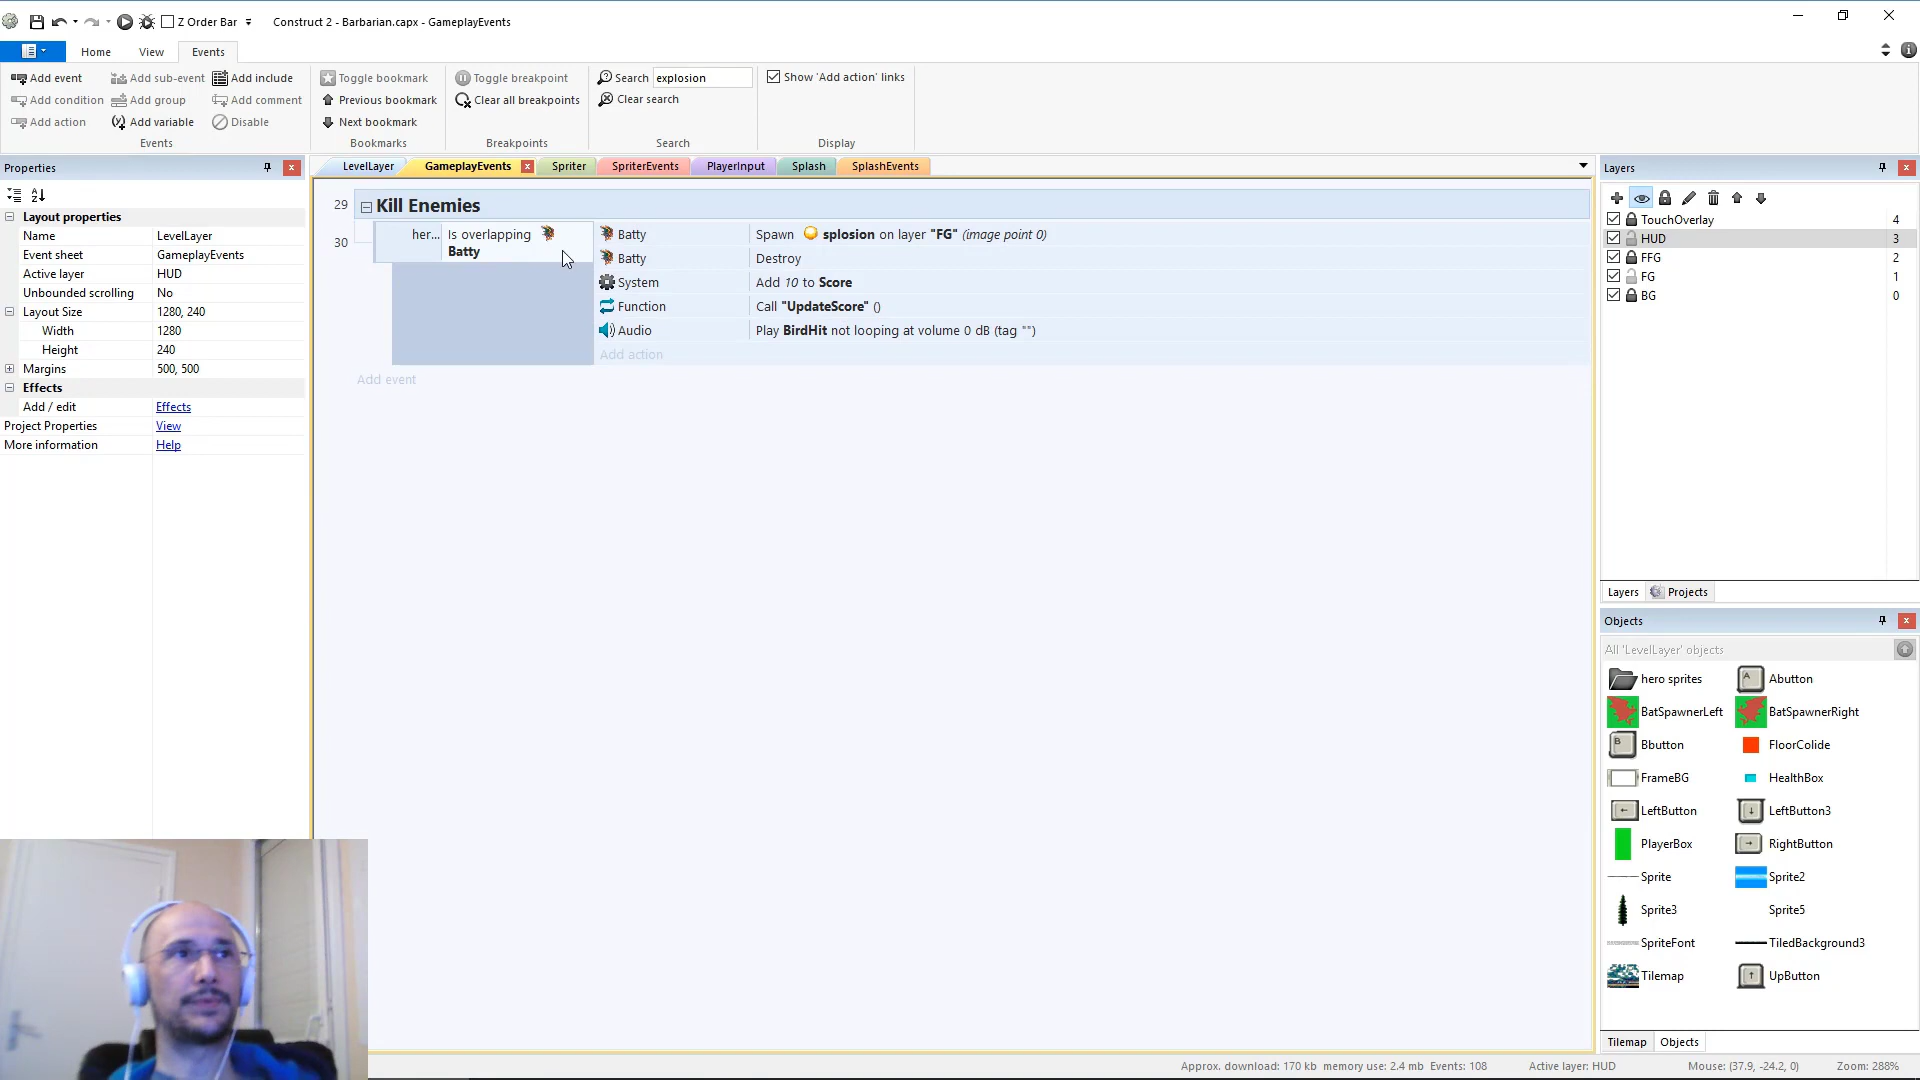 Z Order Bar
Construct 2 - Barbarian.capx - GameplayEvents
Home View Events
Add event Add sub-event Add include
Add condition Add group Add comment
Add action Add variable Disable
Events
Toggle bookmark
Previous bookmark
Next bookmark
Bookmarks
Toggle breakpoint
Clear all breakpoints
Breakpoints
Search explosion
Clear search
Search
Show 'Add action' links
Display
Properties
Layout properties
Name LevelLayer
Event sheet GameplayEvents
Active layer HUD
Unbounded scrolling No
Layout Size 1280, 240
Width 1280
Height 240
Margins 500, 500
Effects
Add / edit Effects
Project Properties View
More information Help
LevelLayer GameplayEvents Spriter SpriterEvents PlayerInput Splash SplashEvents
29 Kill Enemies
30 her... Is overlapping
Batty
Batty Spawn splosion on layer "FG" (image point 0)
Batty Destroy
System Add 10 to Score
Function Call "UpdateScore" ()
Audio Play BirdHit not looping at volume 0 dB (tag "")
Add action
Add event
Layers
TouchOverlay 4
HUD 3
FFG 2
FG 1
BG 0
Layers Projects
Objects
All 'LevelLayer' objects
hero sprites Abutton
BatSpawnerLeft BatSpawnerRight
Bbutton FloorColide
FrameBG HealthBox
LeftButton LeftButton3
PlayerBox RightButton
Sprite Sprite2
Sprite3 Sprite5
SpriteFont TiledBackground3
Tilemap UpButton
Tilemap Objects
Approx. download: 170 kb memory use: 2.4 mb Events: 108 Active layer: HUD Mouse: (37.9, -24.2, 0) Zoom: 288%